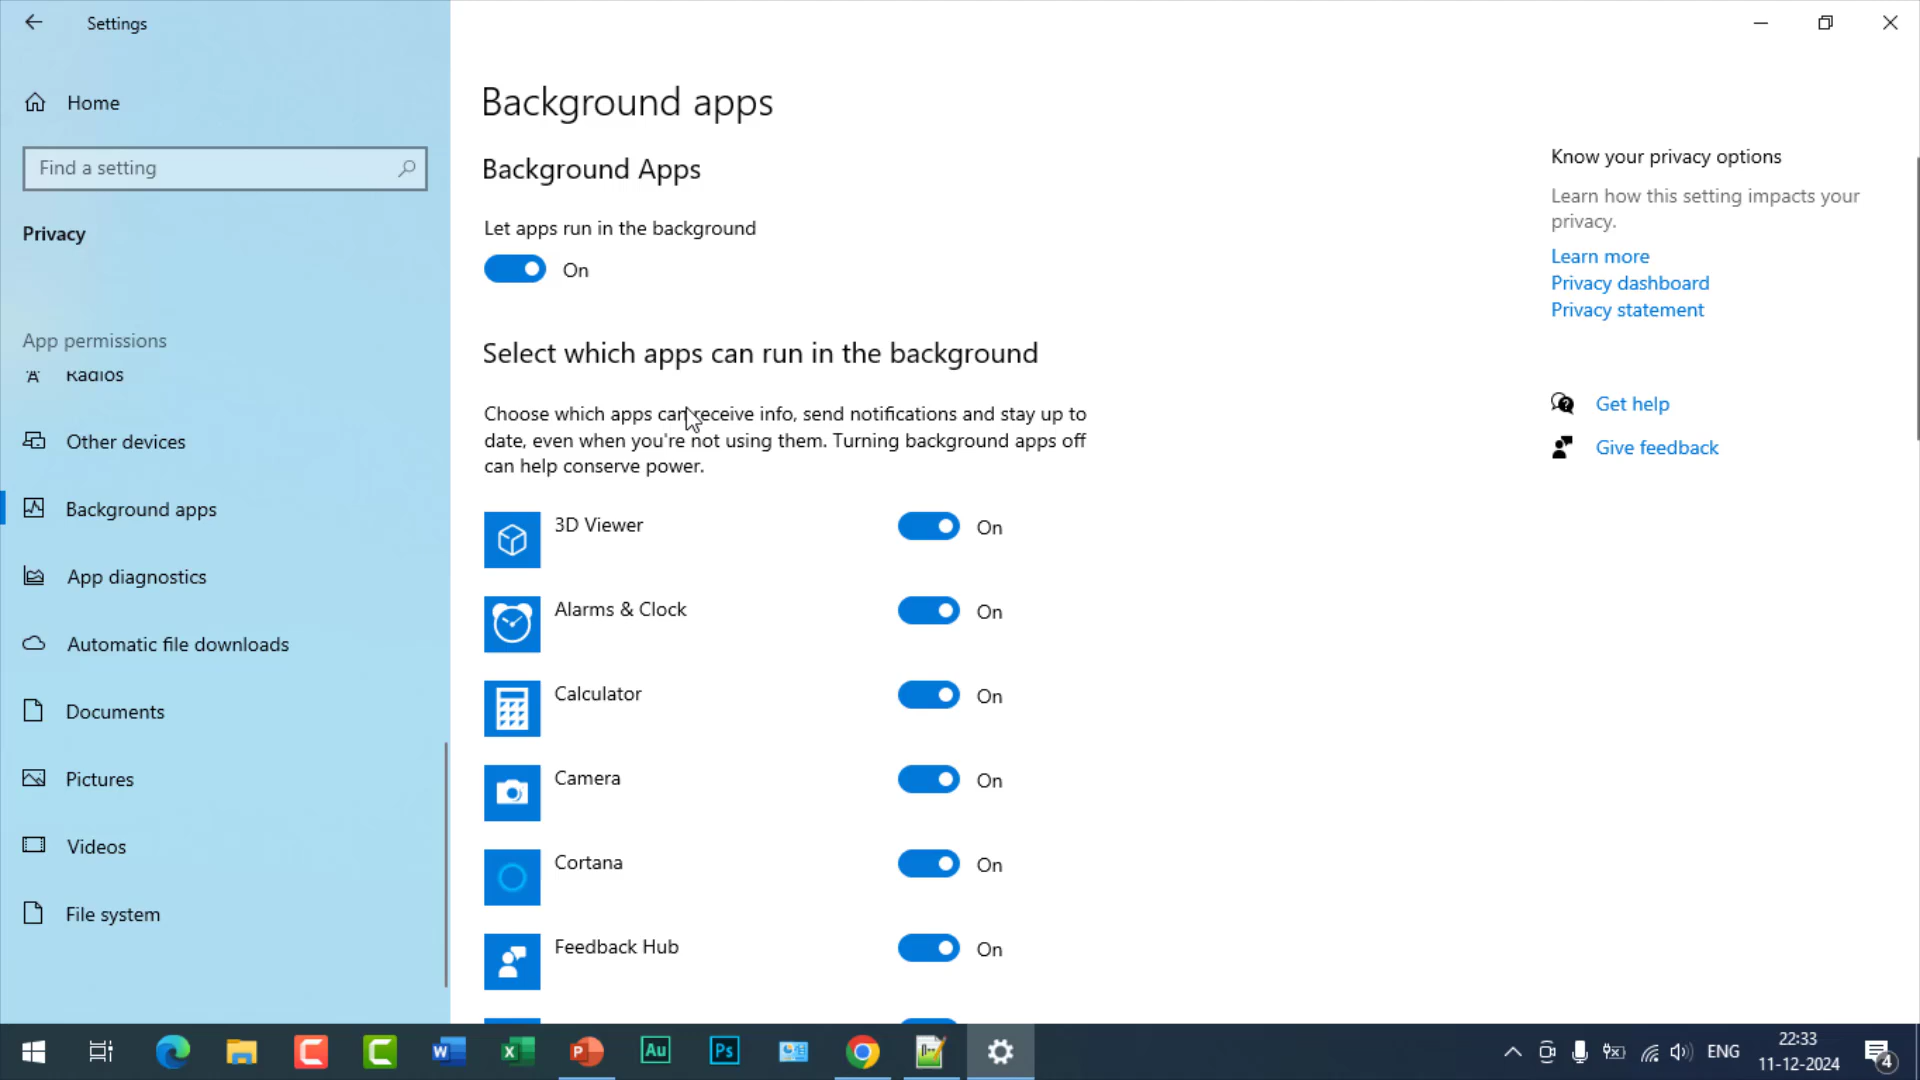 Settings
Home
Find a setting
Privacy
App permissions
Radios
Other devices
Background apps
App diagnostics
Automatic file downloads
Documents
Pictures
Videos
File system
Background apps
Background Apps
Let apps run in the background
On
Select which apps can run in the background
Choose which apps can receive info, send notifications and stay up to
date, even when you're not using them. Turning background apps off
can help conserve power.
3D Viewer
On
Alarms & Clock
On
Calculator
On
Camera
On
Cortana
On
Feedback Hub
On
Know your privacy options
Learn how this setting impacts your
privacy.
Learn more
Privacy dashboard
Privacy statement
Get help
Give feedback
Au
Ps
ENG
22:33
11-12-2024
4